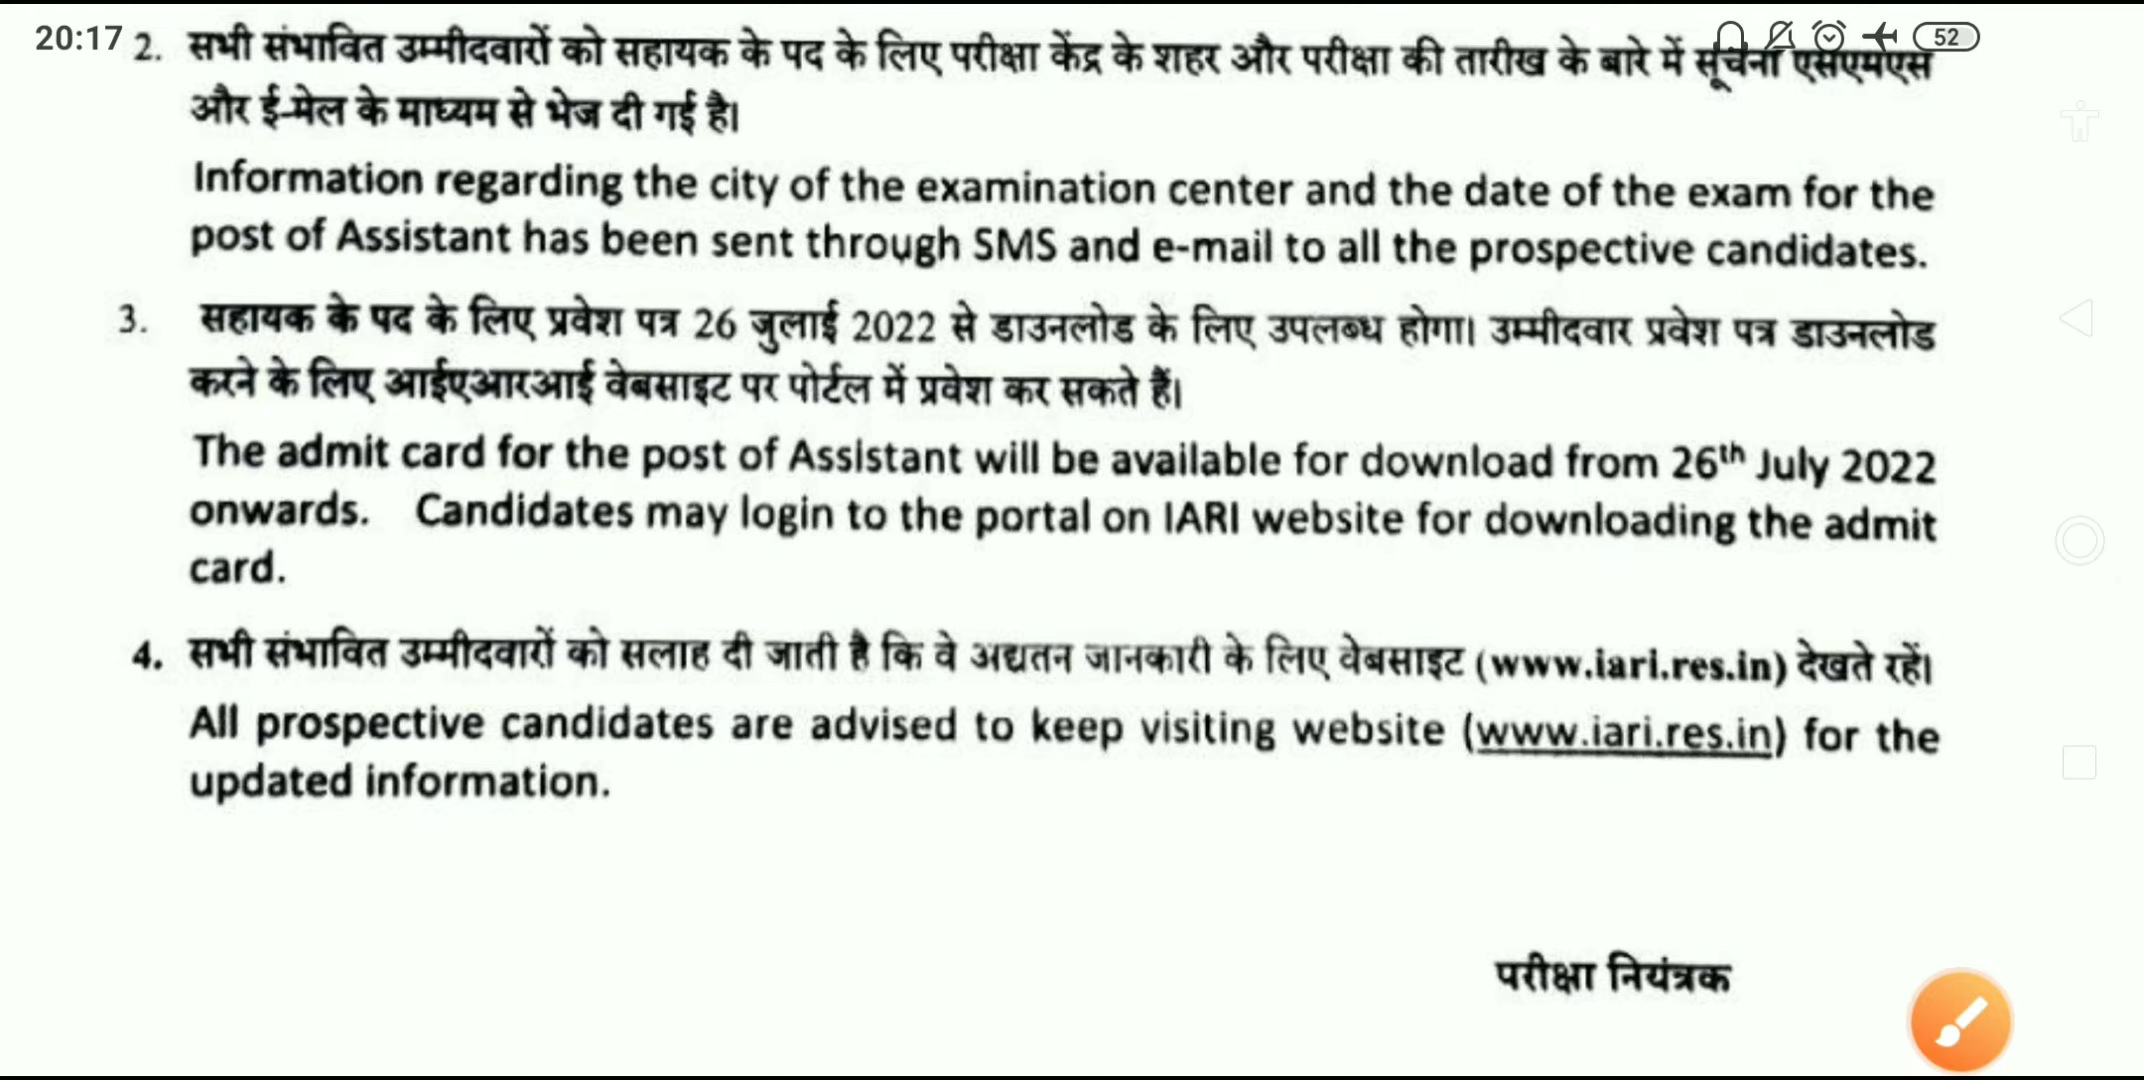 20:17
52
2. सभी संभावित उम्मीदवारों को सहायक के पद के लिए परीक्षा केंद्र के शहर और परीक्षा की तारीख के बारे में सूचना एसएमएस
और ई-मेल के माध्यम से भेज दी गई है।
Information regarding the city of the examination center and the date of the exam for the
post of Assistant has been sent through SMS and e-mail to all the prospective candidates.
3. सहायक के पद के लिए प्रवेश पत्र 26 जुलाई 2022 से डाउनलोड के लिए उपलब्ध होगा। उम्मीदवार प्रवेश पत्र डाउनलोड
करने के लिए आईएआरआई वेबसाइट पर पोर्टल में प्रवेश कर सकते हैं।
The admit card for the post of Assistant will be available for download from 26th July 2022
onwards. Candidates may login to the portal on IARI website for downloading the admit
card.
4. सभी संभावित उम्मीदवारों को सलाह दी जाती है कि वे अद्यतन जानकारी के लिए वेबसाइट (www.iari.res.in) देखते रहें।
All prospective candidates are advised to keep visiting website (www.iari.res.in) for the
updated information.
परीक्षा नियंत्रक